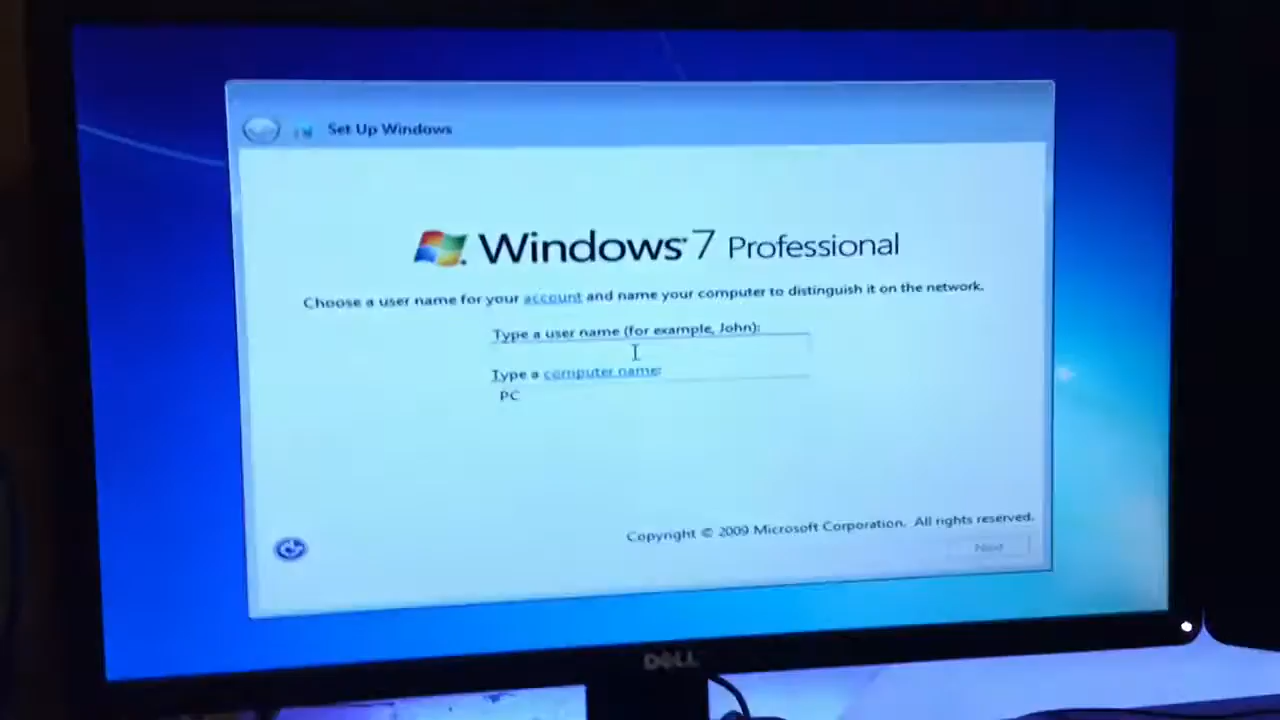 Set Up Windows
Windows 7 Professional
Choose a user name for your account and name your computer to distinguish it on the network.
Type a user name (for example, John):
Type a computer name:
PC
Copyright © 2009 Microsoft Corporation. All rights reserved.
Next
DELL